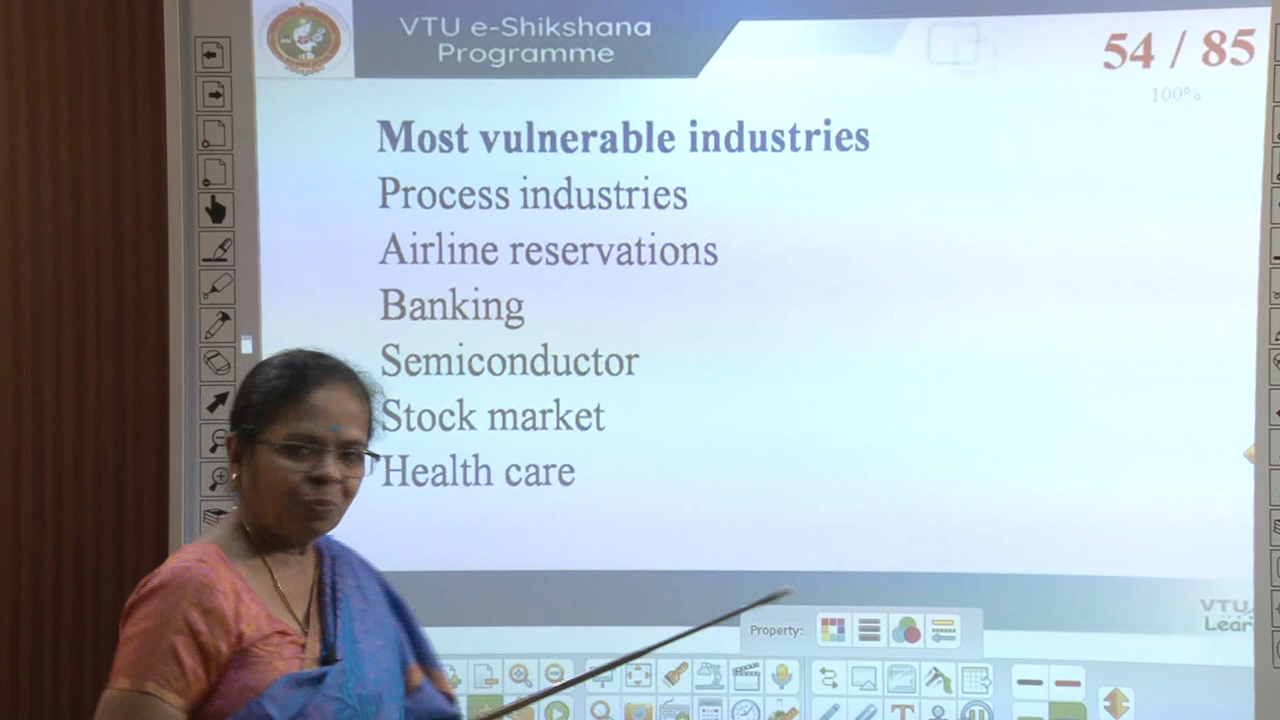 VTU e-Shikshana
Programme
54 / 85
100%
Most vulnerable industries
Process industries
Airline reservations
Banking
Semiconductor
Stock market
Health care
VTU
Lear
Property: